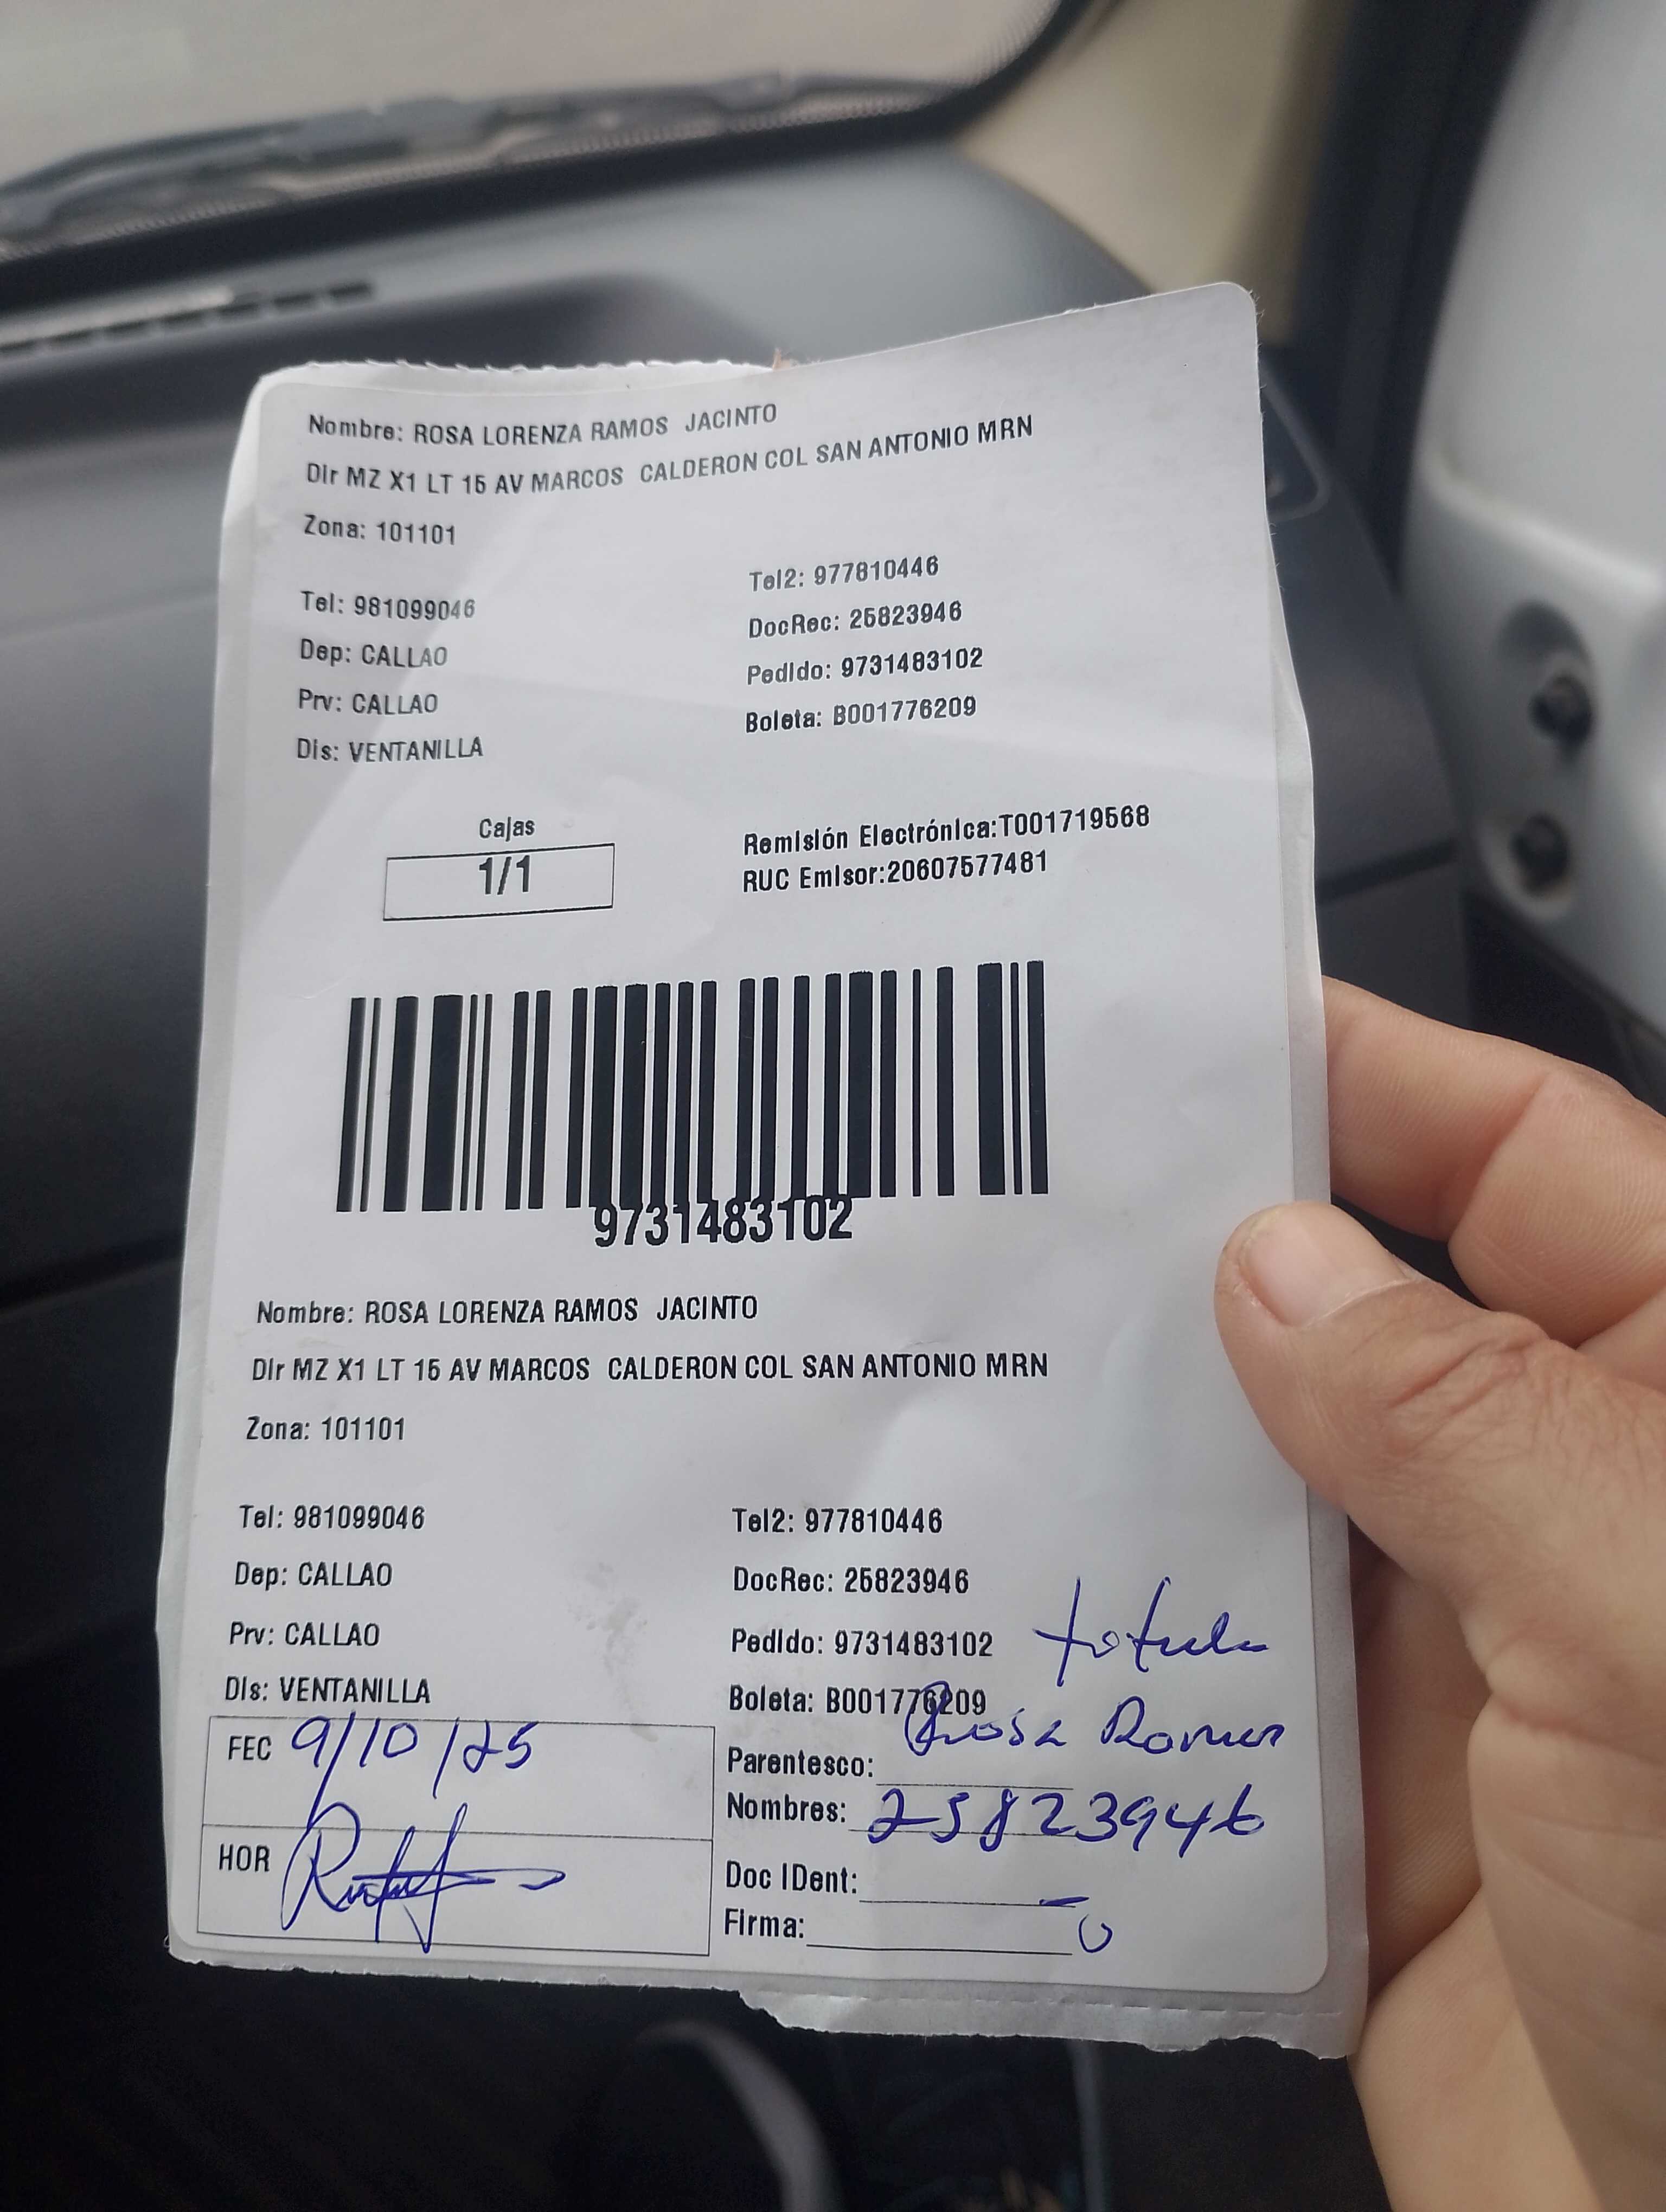 Nombre: ROSA LORENZA RAMOS JACINTO
Dir MZ X1 LT 15 AV MARCOS CALDERON COL SAN ANTONIO MRN
Zona: 101101
Tel: 981099046
Dep: CALLAO
Prv: CALLAO
Dis: VENTANILLA
Tel2: 977810446
DocRec: 25823946
Pedido: 9731483102
Boleta: B001776209
Cajas
1/1
Remisión Electrónica:T001719568
RUC Emisor:20607577481
9731483102
Nombre: ROSA LORENZA RAMOS JACINTO
Dir MZ X1 LT 15 AV MARCOS CALDERON COL SAN ANTONIO MRN
Zona: 101101
Tel: 981099046
Dep: CALLAO
Prv: CALLAO
Dis: VENTANILLA
Tel2: 977810446
DocRec: 25823946
Pedido: 9731483102
Boleta: B001776209
FEC 9/10/25
HOR
Rosa Ramos
Parentesco:
Nombres: 25823946
Doc IDent:
Firma: